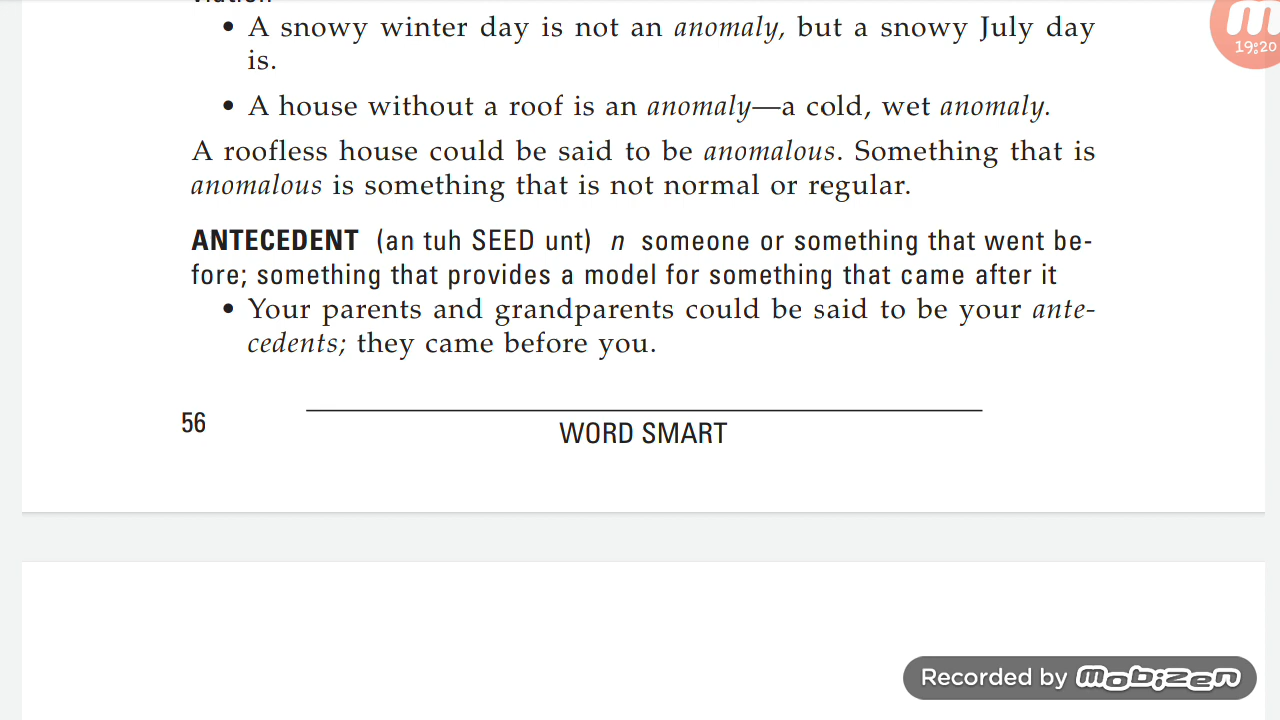 • A snowy winter day is not an anomaly, but a snowy July day
is.
• A house without a roof is an anomaly—a cold, wet anomaly.
A roofless house could be said to be anomalous. Something that is
anomalous is something that is not normal or regular.
ANTECEDENT (an tuh SEED unt) n someone or something that went be-
fore; something that provides a model for something that came after it
• Your parents and grandparents could be said to be your ante-
cedents; they came before you.
56
WORD SMART
19:20
Recorded by mobizen